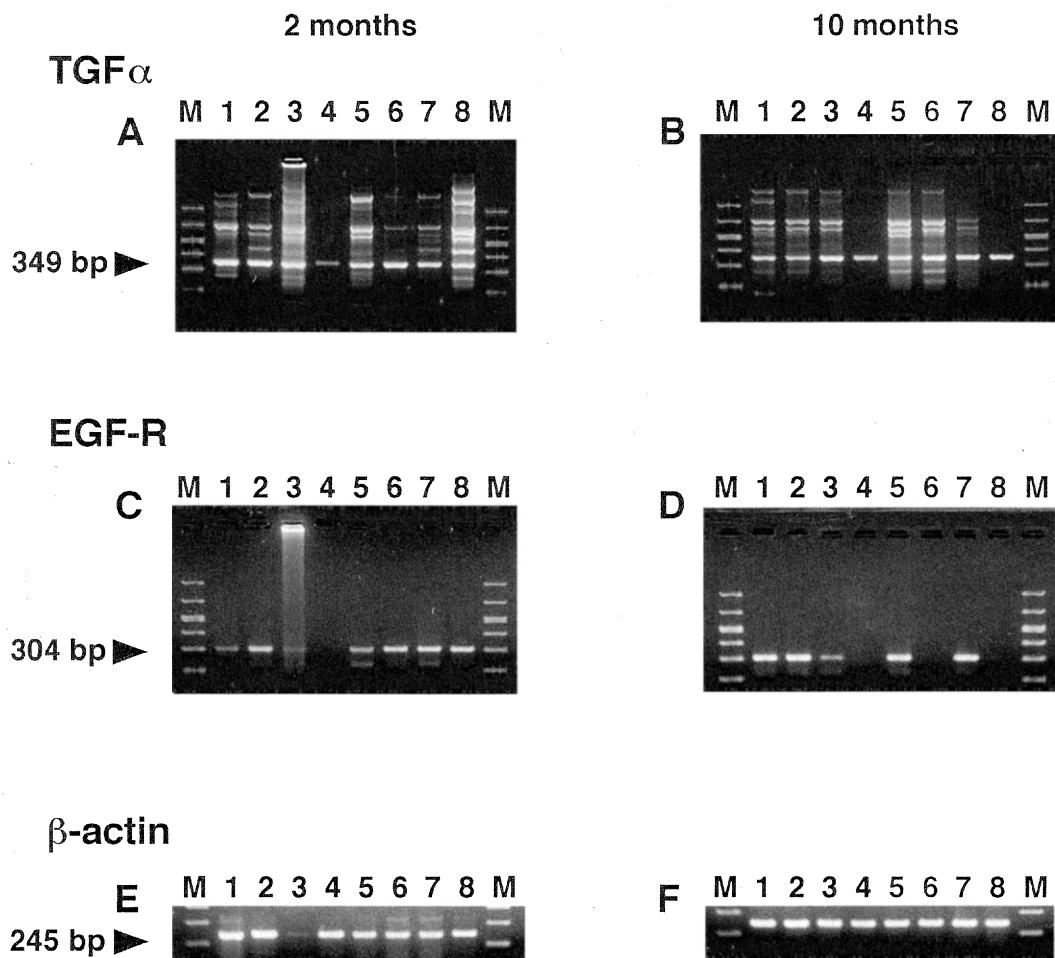 2 months 10 months
TGFα
A M 1 2 3 4 5 6 7 8 M B M 1 2 3 4 5 6 7 8 M
349 bp
EGF-R
C M 1 2 3 4 5 6 7 8 M D M 1 2 3 4 5 6 7 8 M
304 bp
β-actin
E M 1 2 3 4 5 6 7 8 M F M 1 2 3 4 5 6 7 8 M
245 bp